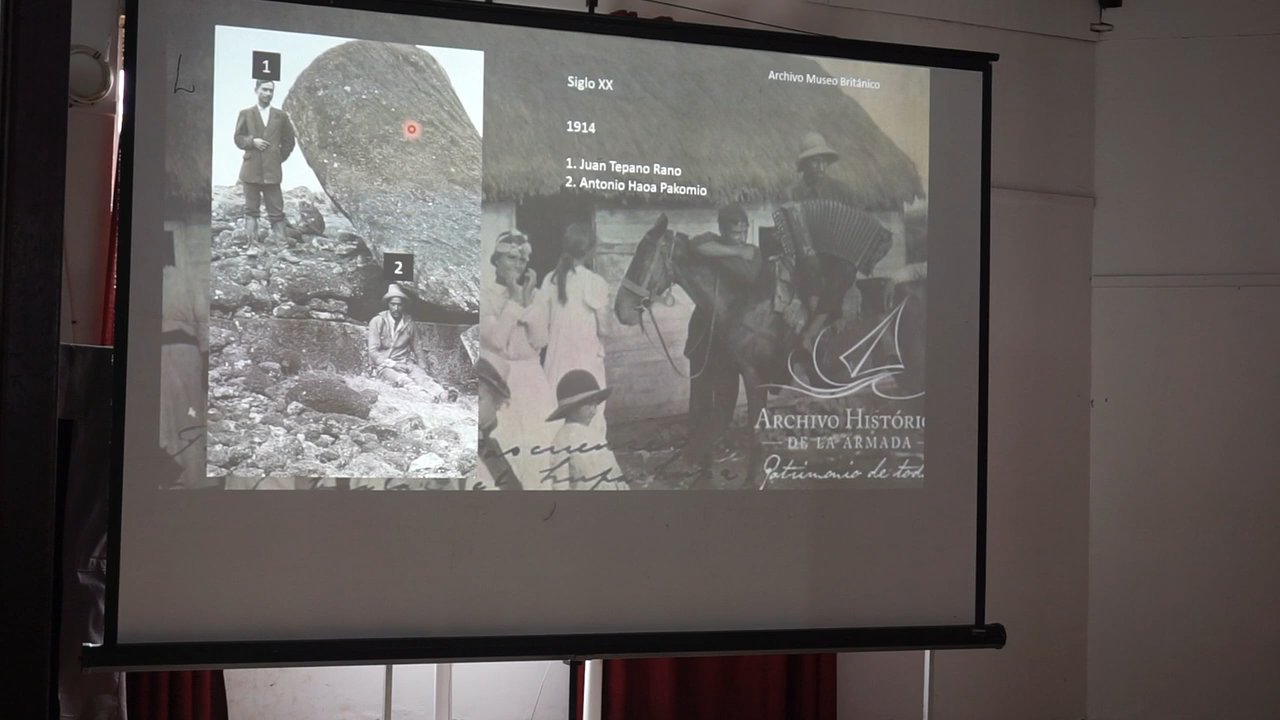 1
2
Siglo XX
1914
1. Juan Tepano Rano
2. Antonio Haoa Pakomio
Archivo Museo Británico
ARCHIVO HISTÓRIC
DE LA ARMADA
Patrimonio de tod